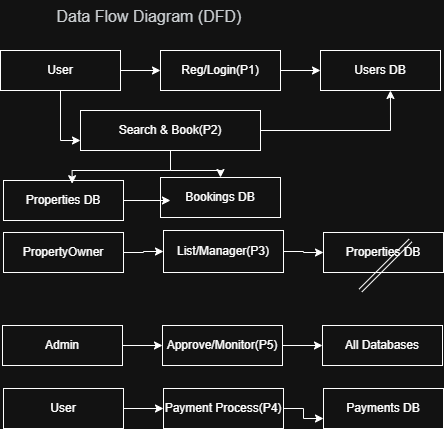 Data Flow Diagram (DFD)
User
Reg/Login(P1)
Users DB
Search & Book(P2)
Properties DB
Bookings DB
PropertyOwner
List/Manager(P3)
Properties DB
Admin
Approve/Monitor(P5)
All Databases
User
Payment Process(P4)
Payments DB